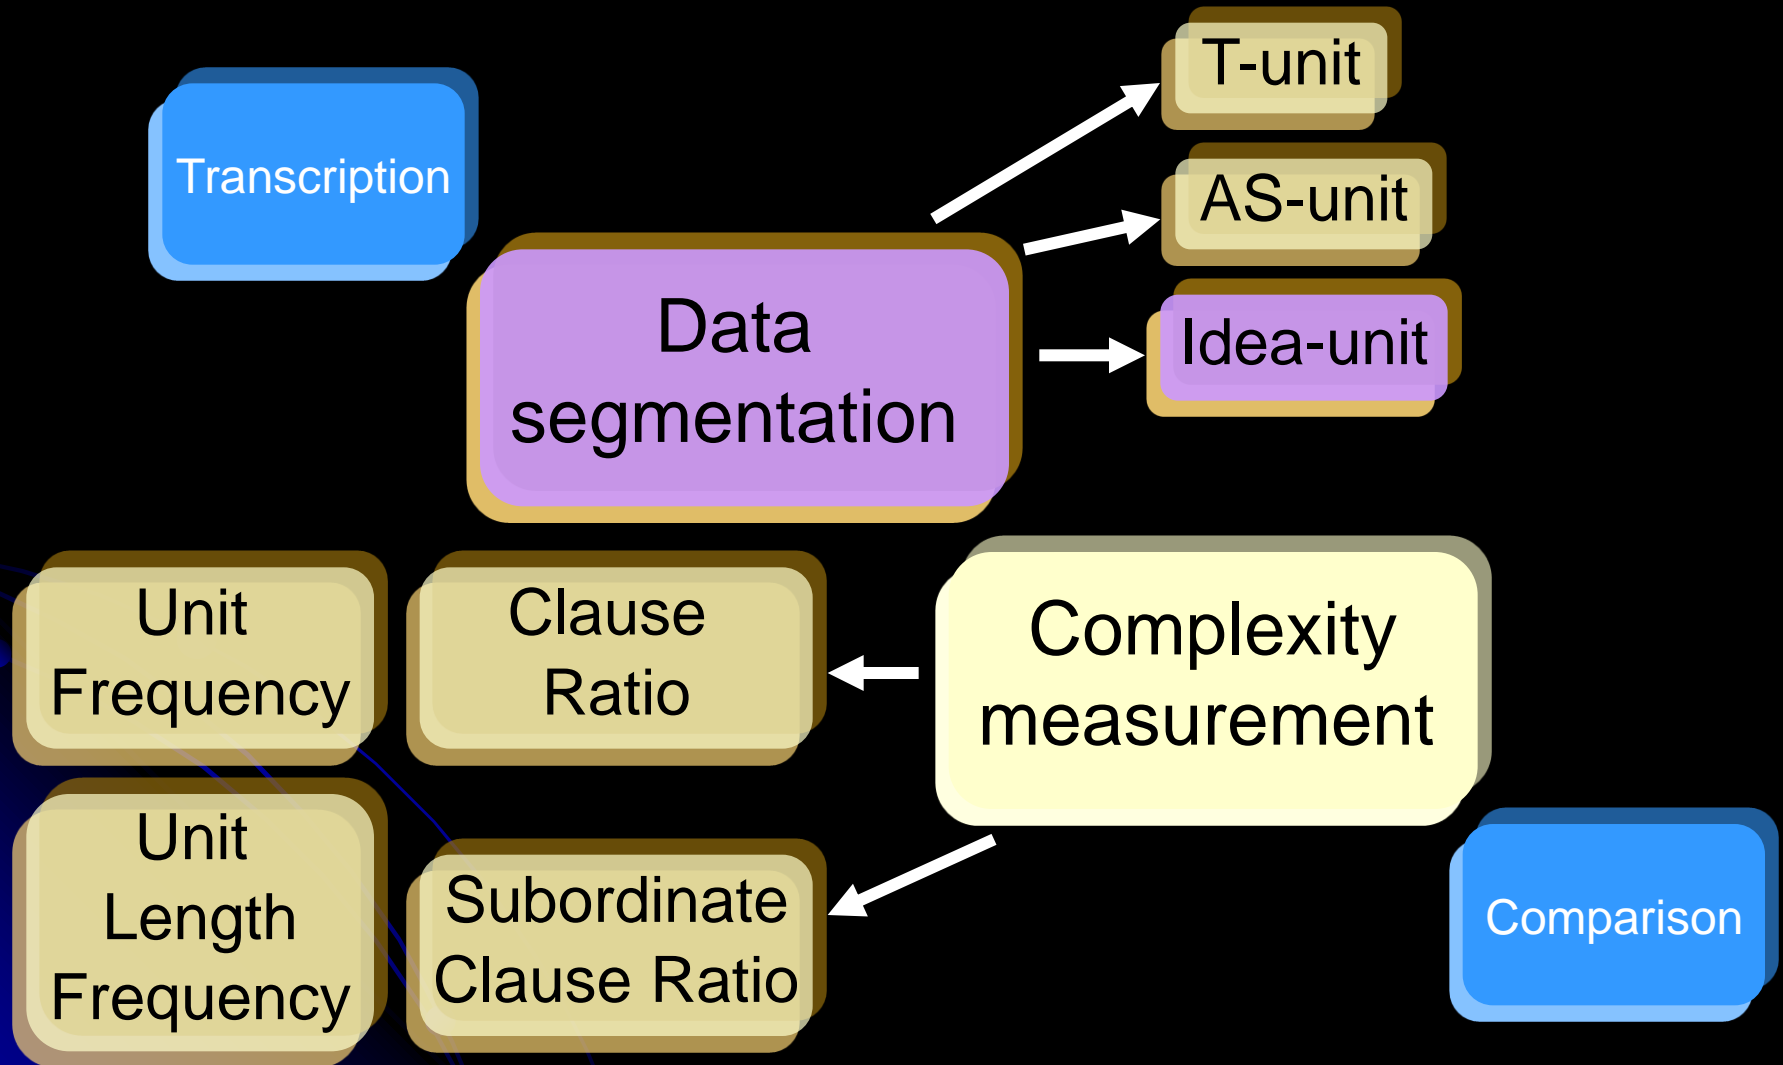 Transcription
Data
segmentation
T-unit
AS-unit
Idea-unit
Complexity
measurement
Clause
Ratio
Unit
Frequency
Subordinate
Clause Ratio
Unit
Length
Frequency
Comparison